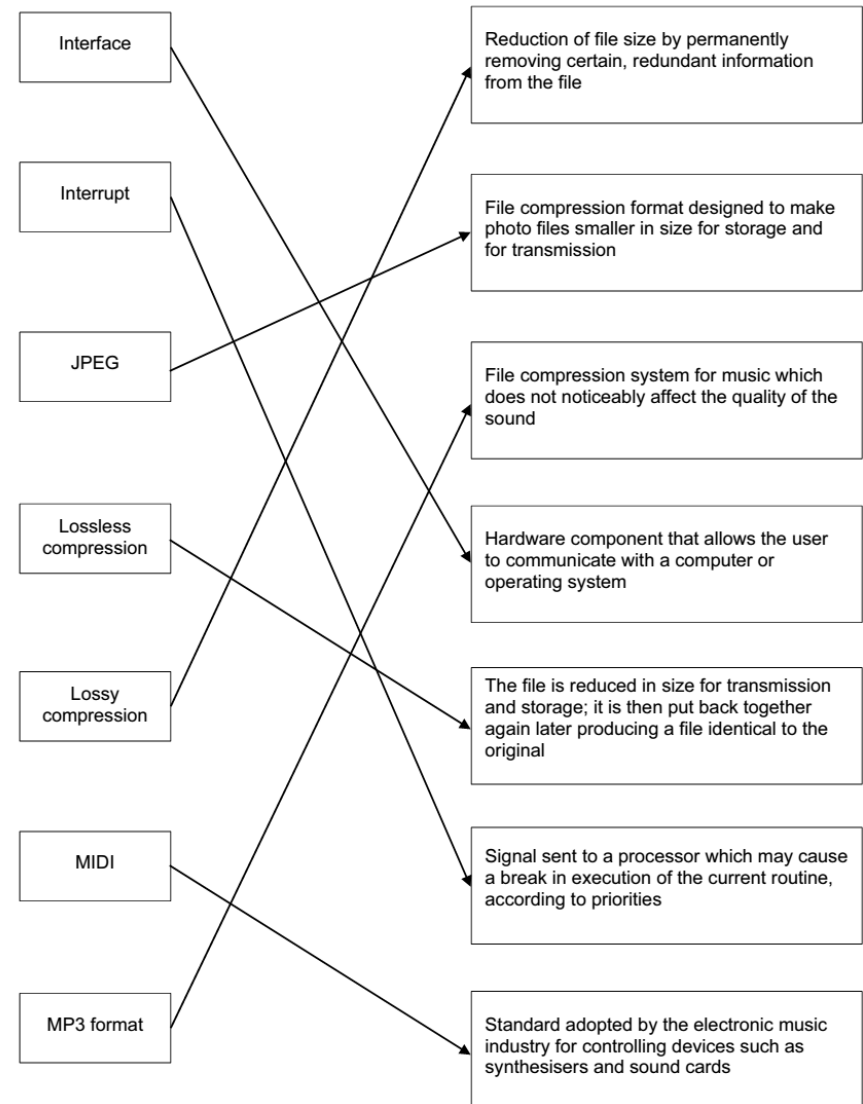 Interface
Reduction of file size by permanently
removing certain, redundant information
from the file
Interrupt
File compression format designed to make
photo files smaller in size for storage and
for transmission
JPEG
File compression system for music which
does not noticeably affect the quality of the
sound
Lossless
compression
Hardware component that allows the user
to communicate with a computer or
operating system
Lossy
compression
The file is reduced in size for transmission
and storage; it is then put back together
again later producing a file identical to the
original
MIDI
Signal sent to a processor which may cause
a break in execution of the current routine,
according to priorities
MP3 format
Standard adopted by the electronic music
industry for controlling devices such as
synthesisers and sound cards